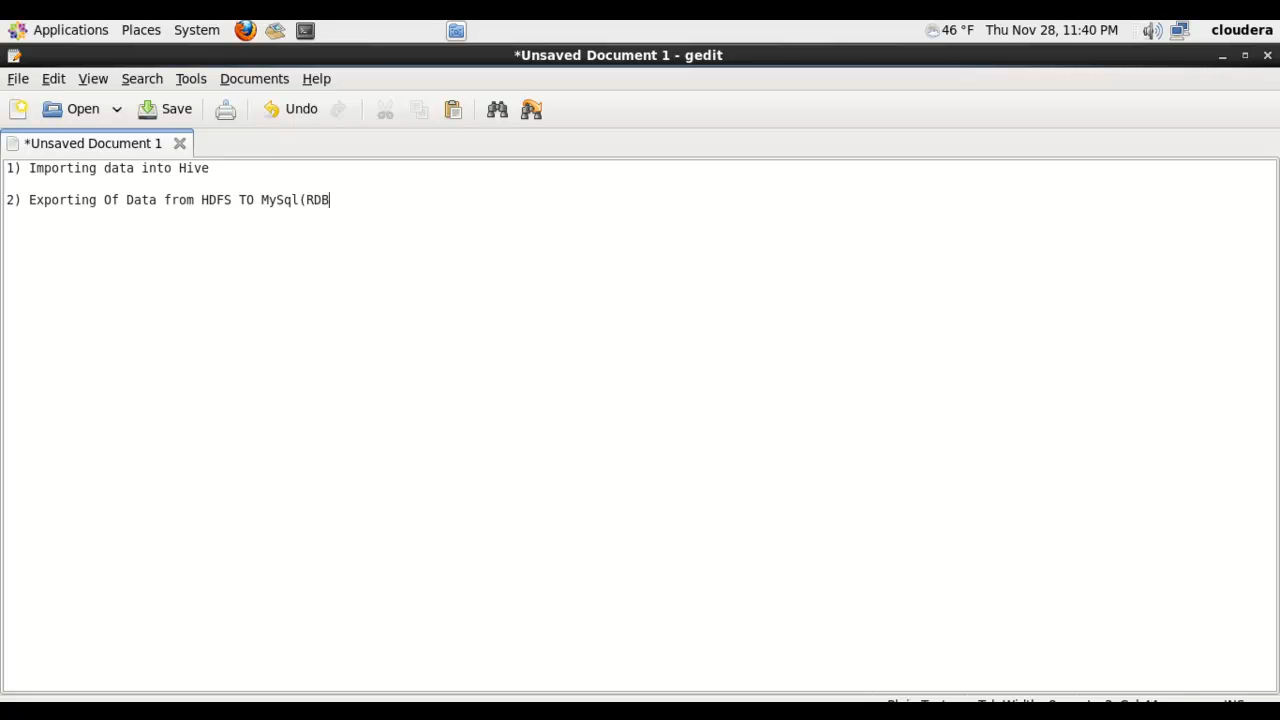 Applications Places System 46 °F Thu Nov 28, 11:40 PM cloudera
*Unsaved Document 1 - gedit
File Edit View Search Tools Documents Help
Open Save Undo
*Unsaved Document 1
1) Importing data into Hive
2) Exporting Of Data from HDFS TO MySql(RDB